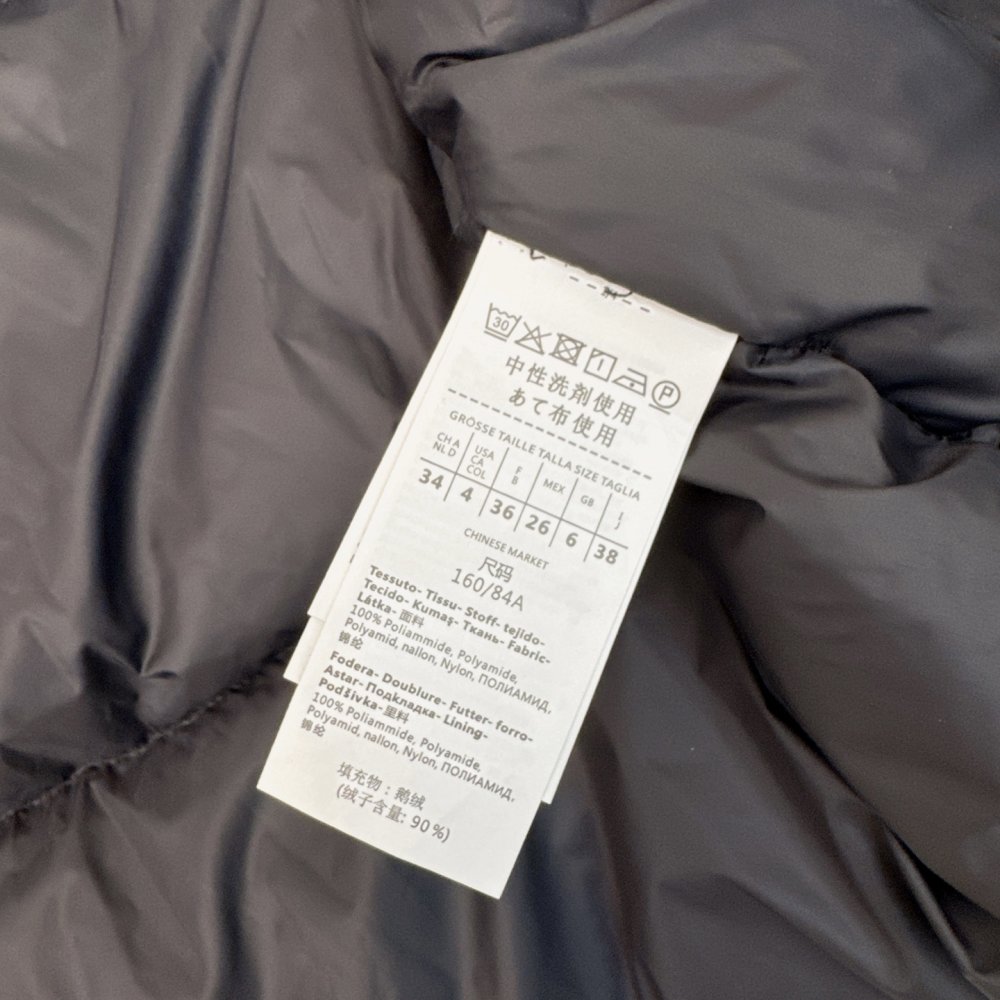 30 P
中性洗剤使用
あて布使用
GRÖSSE TAILLE TALLA SIZE TAGLIA
CH A NL D USA CA COL F B MEX GB I J
34 4 36 26 6 38
CHINESE MARKET
尺码
160/84A
Tessuto- Tissu- Stoff- tejido-
Tecido- Kumaş- Ткань- Fabric-
Látka- 面料
100% Poliammide, Polyamide,
Polyamid, nallon, Nylon, ПОЛИАМИД,
锦纶
Fodera- Doublure- Futter- forro-
Astar- Подкладка- Lining-
Podšívka- 里料
100% Poliammide, Polyamide,
Polyamid, nallon, Nylon, ПОЛИАМИД,
锦纶
填充物：鹅绒
(绒子含量: 90%)